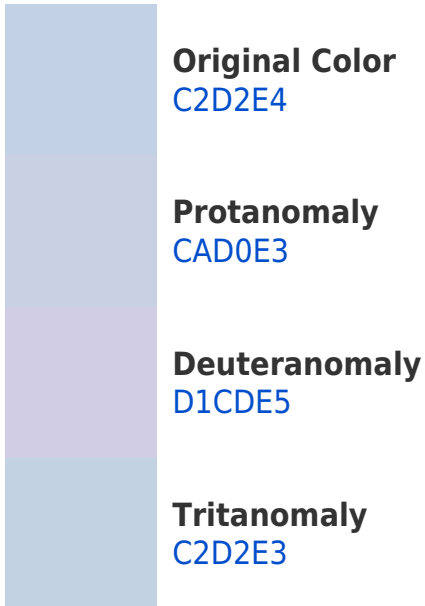 Original Color
C2D2E4
Protanomaly
CAD0E3
Deuteranomaly
D1CDE5
Tritanomaly
C2D2E3